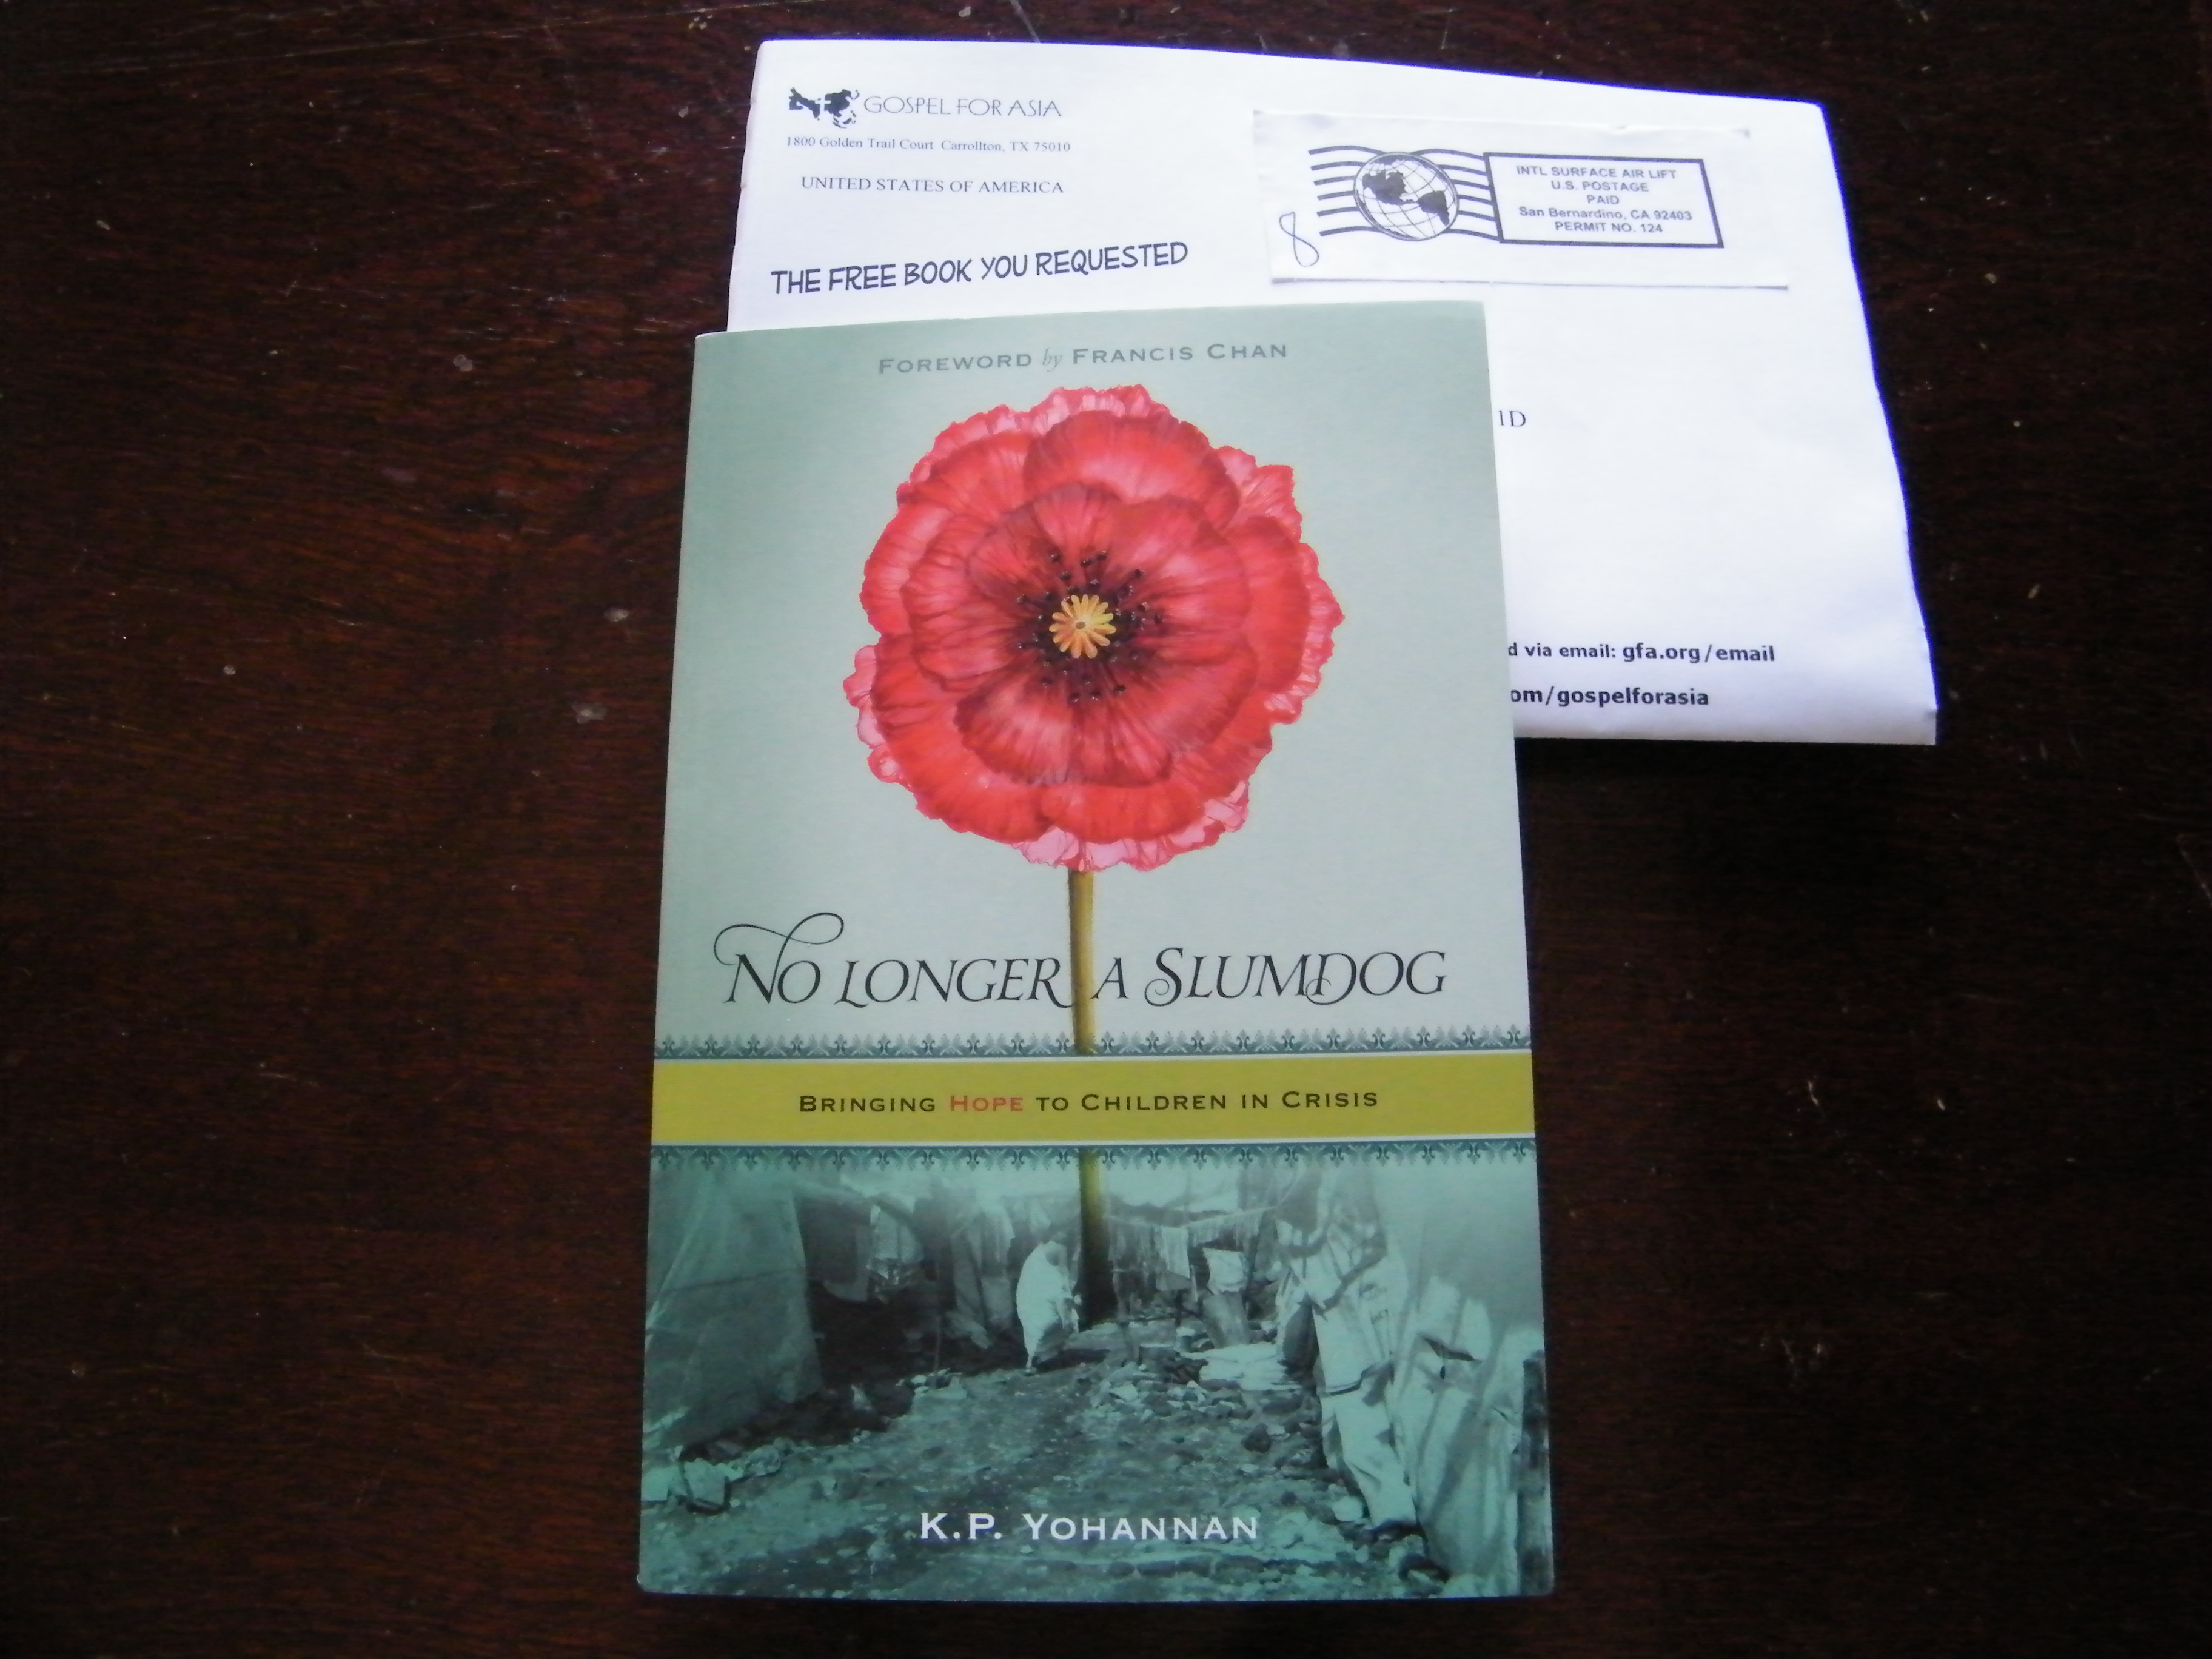 GOSPEL FOR ASIA
1800 Golden Trail Court Carrollton, TX 75010
UNITED STATES OF AMERICA
INTL SURFACE AIR LIFT
U.S. POSTAGE
PAID
San Bernardino, CA 92403
PERMIT NO. 124
8
THE FREE BOOK YOU REQUESTED
via email: gfa.org/email
om/gospelforasia
FOREWORD by FRANCIS CHAN
NO LONGER A SLUMDOG
BRINGING HOPE TO CHILDREN IN CRISIS
K.P. YOHANNAN